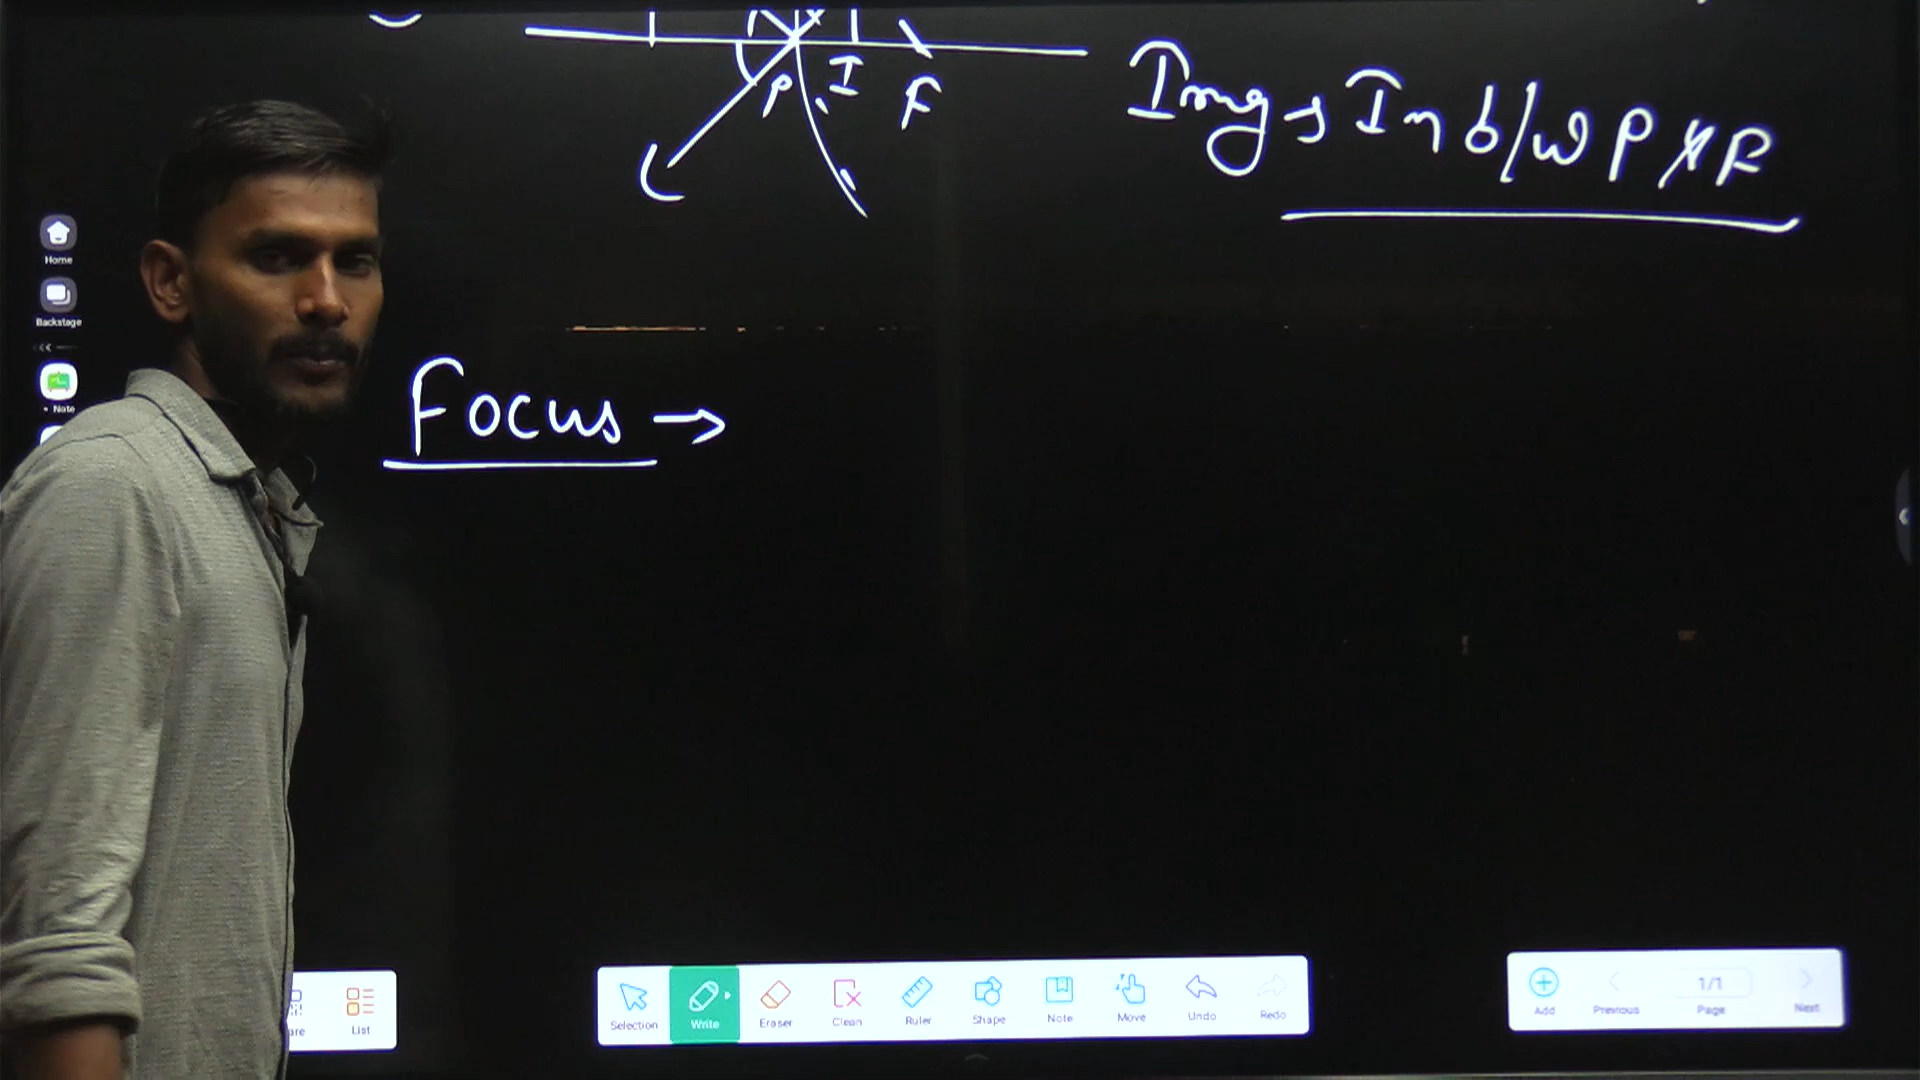 P I F
Img → In b/w P & F
Focus →
Home
Backstage
Note
are
List
Selection
Write
Eraser
Clean
Ruler
Shape
Note
Move
Undo
Redo
Add
Previous
1/1
Page
Next